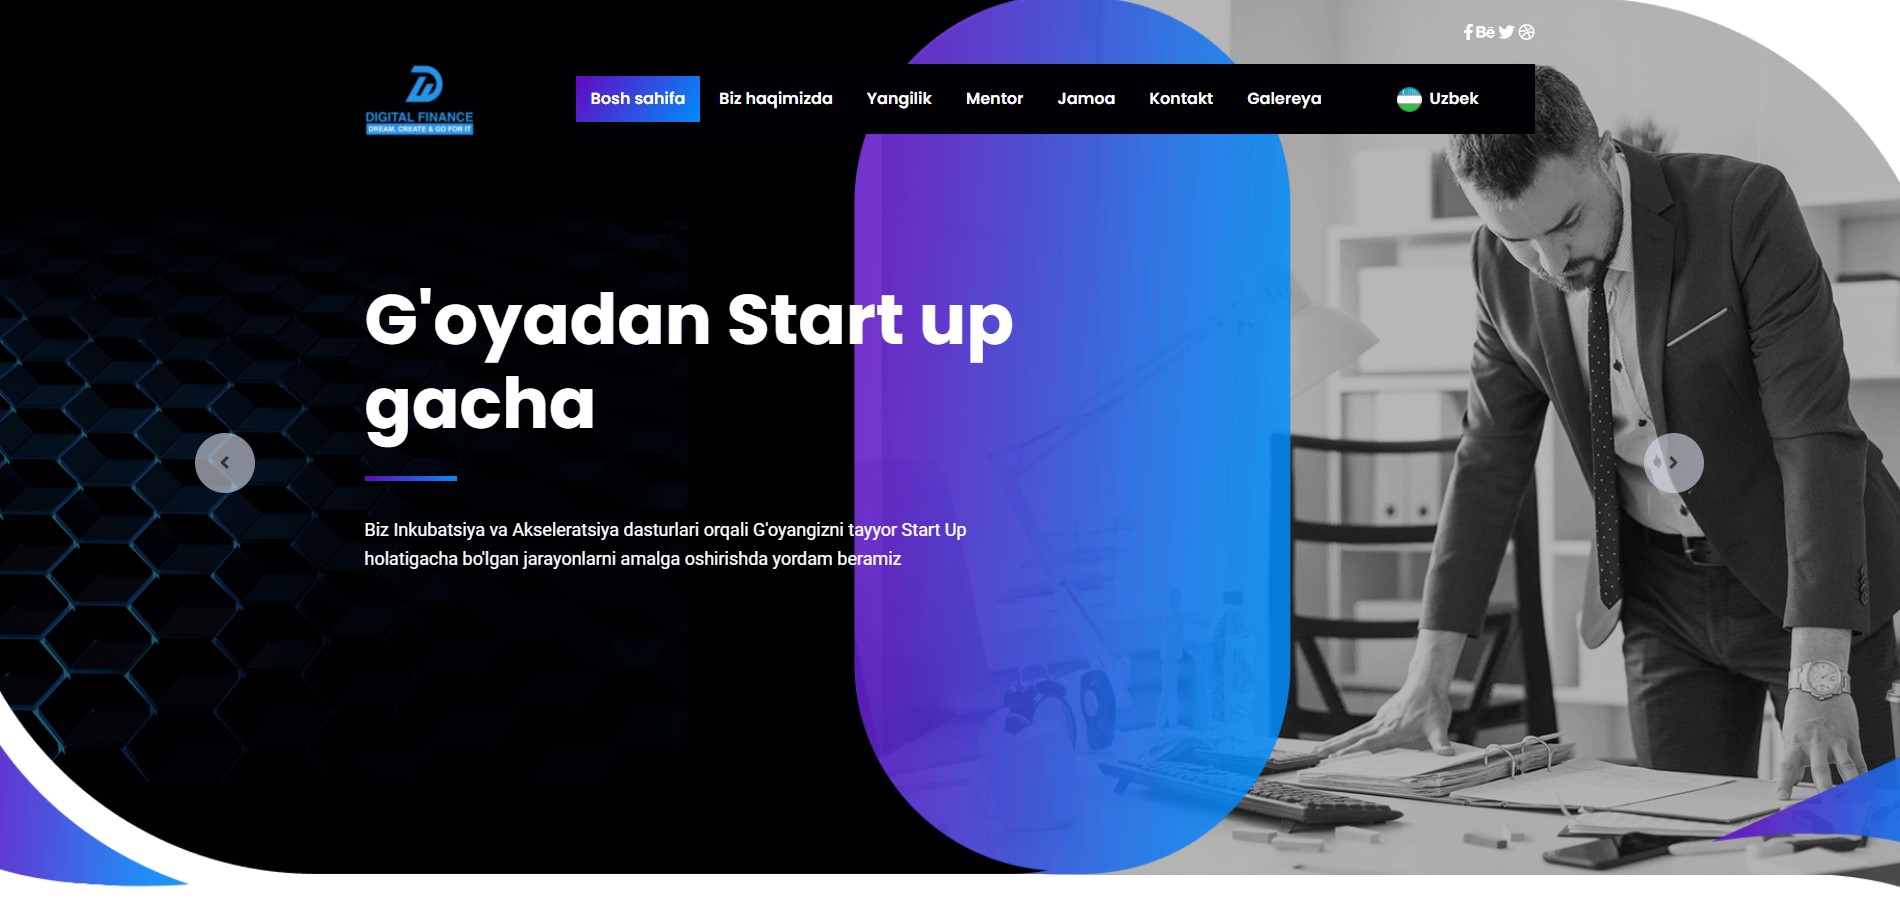 DIGITAL FINANCE
DREAM, CREATE & GO FOR IT
Bosh sahifa
Biz haqimizda
Yangilik
Mentor
Jamoa
Kontakt
Galereya
Uzbek
G'oyadan Start up
gacha
Biz Inkubatsiya va Akseleratsiya dasturlari orqali G'oyangizni tayyor Start Up
holatigacha bo'lgan jarayonlarni amalga oshirishda yordam beramiz